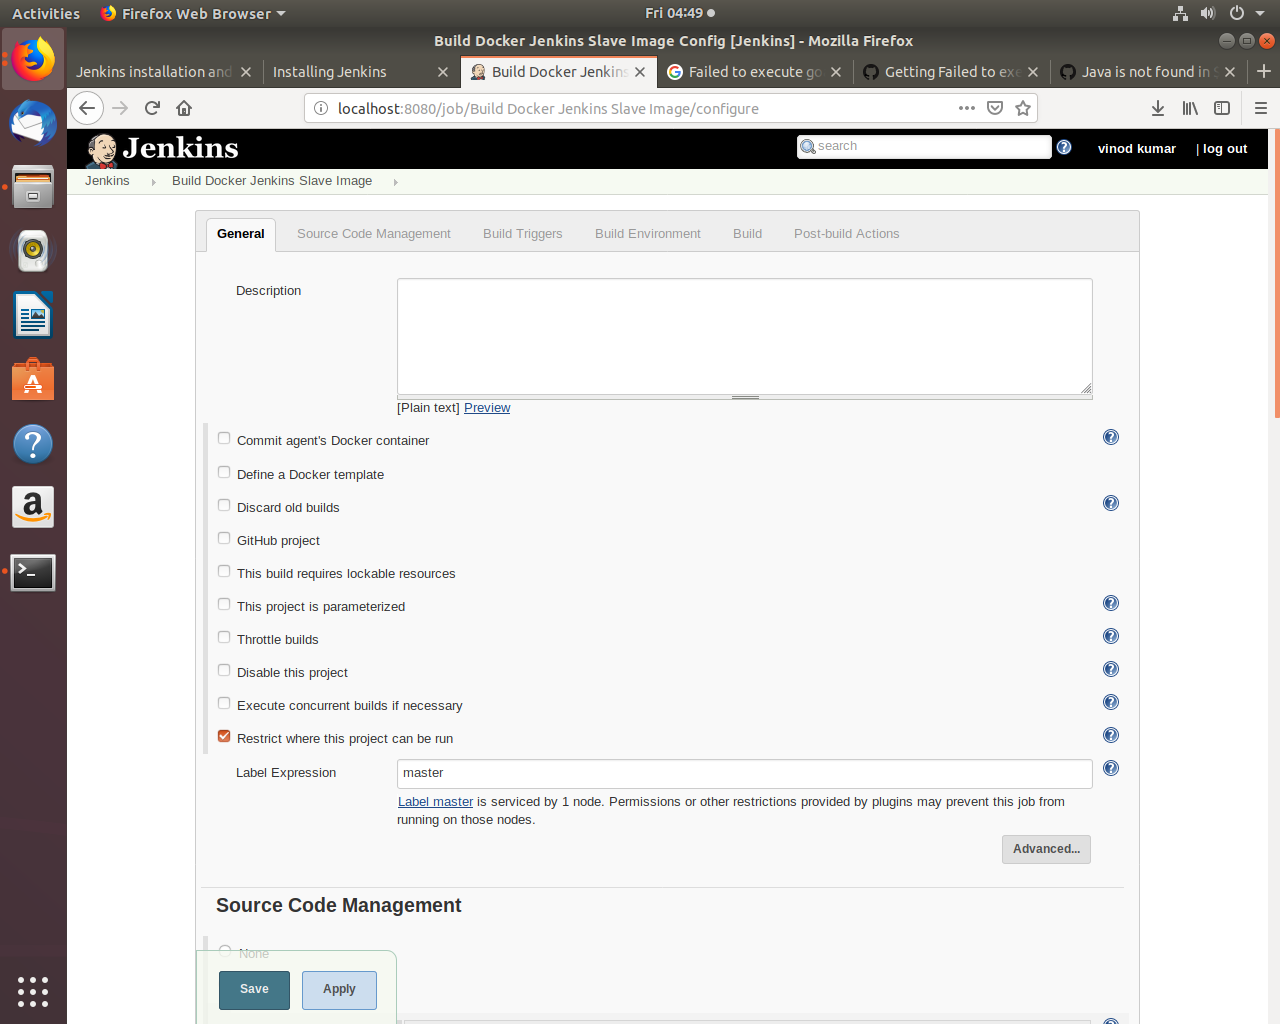 Activities Firefox Web Browser Fri 04:49
Build Docker Jenkins Slave Image Config [Jenkins] - Mozilla Firefox
Jenkins installation and Installing Jenkins Build Docker Jenkins Failed to execute go Getting Failed to exe Java is not found in
localhost:8080/job/Build Docker Jenkins Slave Image/configure
Jenkins search vinod kumar | log out
Jenkins Build Docker Jenkins Slave Image
General Source Code Management Build Triggers Build Environment Build Post-build Actions
Description
[Plain text] Preview
Commit agent's Docker container
Define a Docker template
Discard old builds
GitHub project
This build requires lockable resources
This project is parameterized
Throttle builds
Disable this project
Execute concurrent builds if necessary
Restrict where this project can be run
Label Expression master
Label master is serviced by 1 node. Permissions or other restrictions provided by plugins may prevent this job from
running on those nodes.
Advanced...
Source Code Management
None
Save Apply